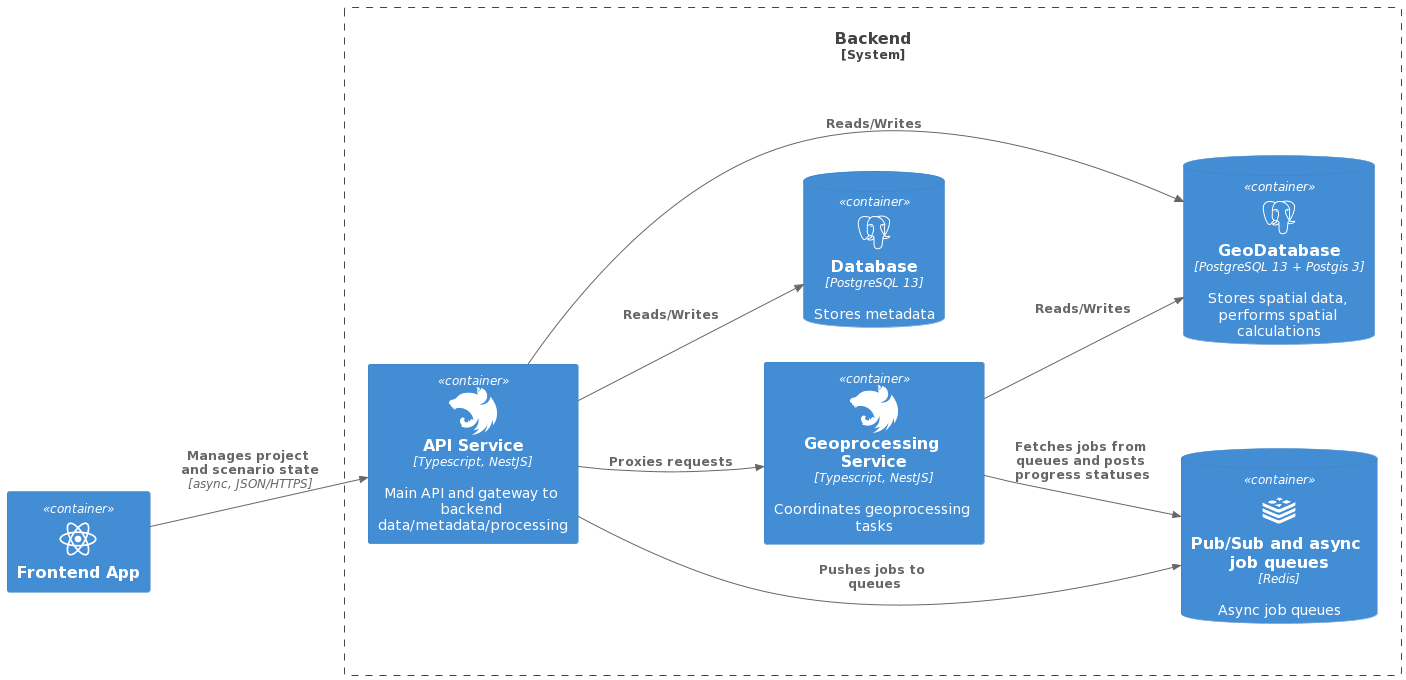 Backend
[System]
Reads/Writes
«container»
Database
[PostgreSQL 13]
Stores metadata
«container»
GeoDatabase
[PostgreSQL 13 + Postgis 3]
Stores spatial data,
performs spatial
calculations
Reads/Writes
Reads/Writes
«container»
API Service
[Typescript, NestJS]
Main API and gateway to
backend
data/metadata/processing
Proxies requests
«container»
Geoprocessing
Service
[Typescript, NestJS]
Coordinates geoprocessing
tasks
Fetches jobs from
queues and posts
progress statuses
«container»
Pub/Sub and async
job queues
[Redis]
Async job queues
Manages project
and scenario state
[async, JSON/HTTPS]
«container»
Frontend App
Pushes jobs to
queues